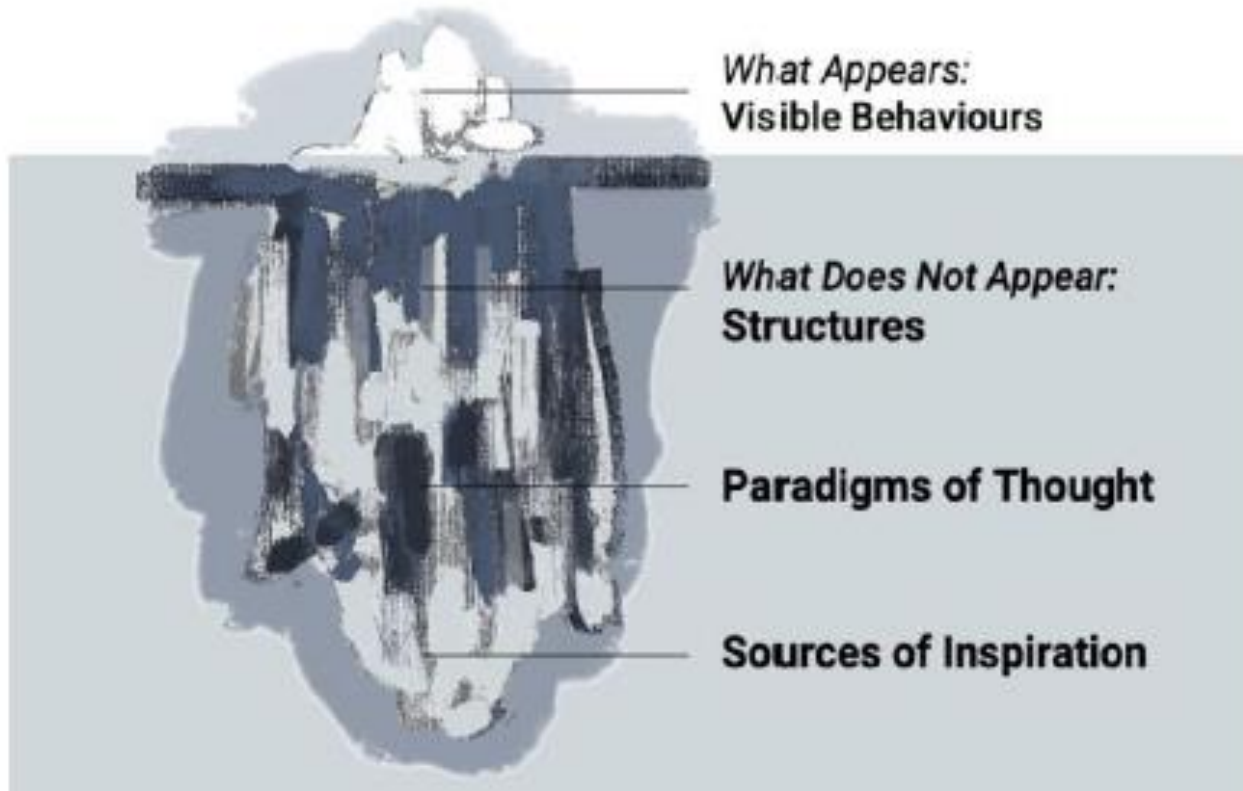 What Appears:
Visible Behaviours
What Does Not Appear:
Structures
Paradigms of Thought
Sources of Inspiration